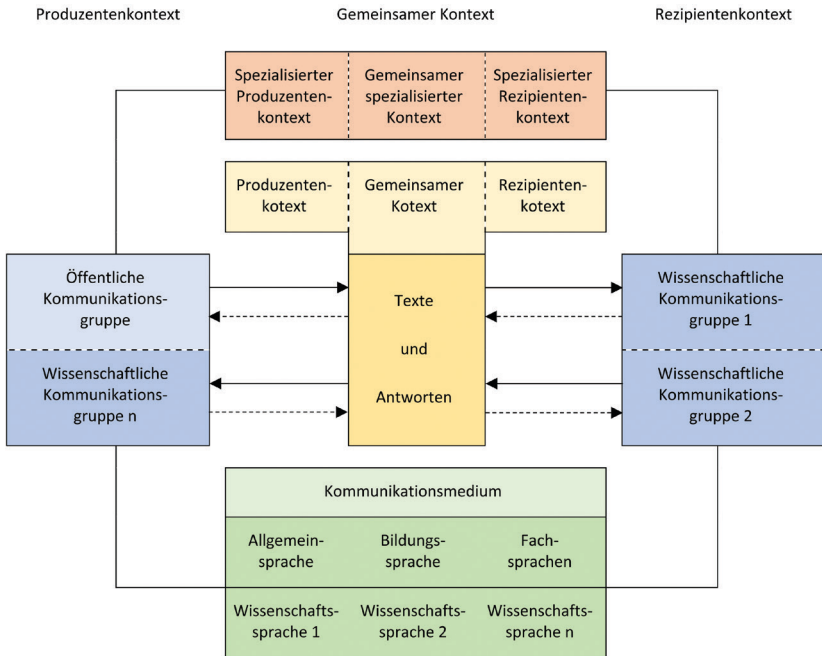 Produzentenkontext
Gemeinsamer Kontext
Rezipientenkontext
Spezialisierter
Produzenten-
kontext
Gemeinsamer
spezialisierter
Kontext
Spezialisierter
Rezipienten-
kontext
Produzenten-
kotext
Gemeinsamer
Kotext
Rezipienten-
kotext
Öffentliche
Kommunikations-
gruppe
Wissenschaftliche
Kommunikations-
gruppe n
Texte
und
Antworten
Wissenschaftliche
Kommunikations-
gruppe 1
Wissenschaftliche
Kommunikations-
gruppe 2
Kommunikationsmedium
Allgemein-
sprache
Bildungs-
sprache
Fach-
sprachen
Wissenschafts-
sprache 1
Wissenschafts-
sprache 2
Wissenschafts-
sprache n